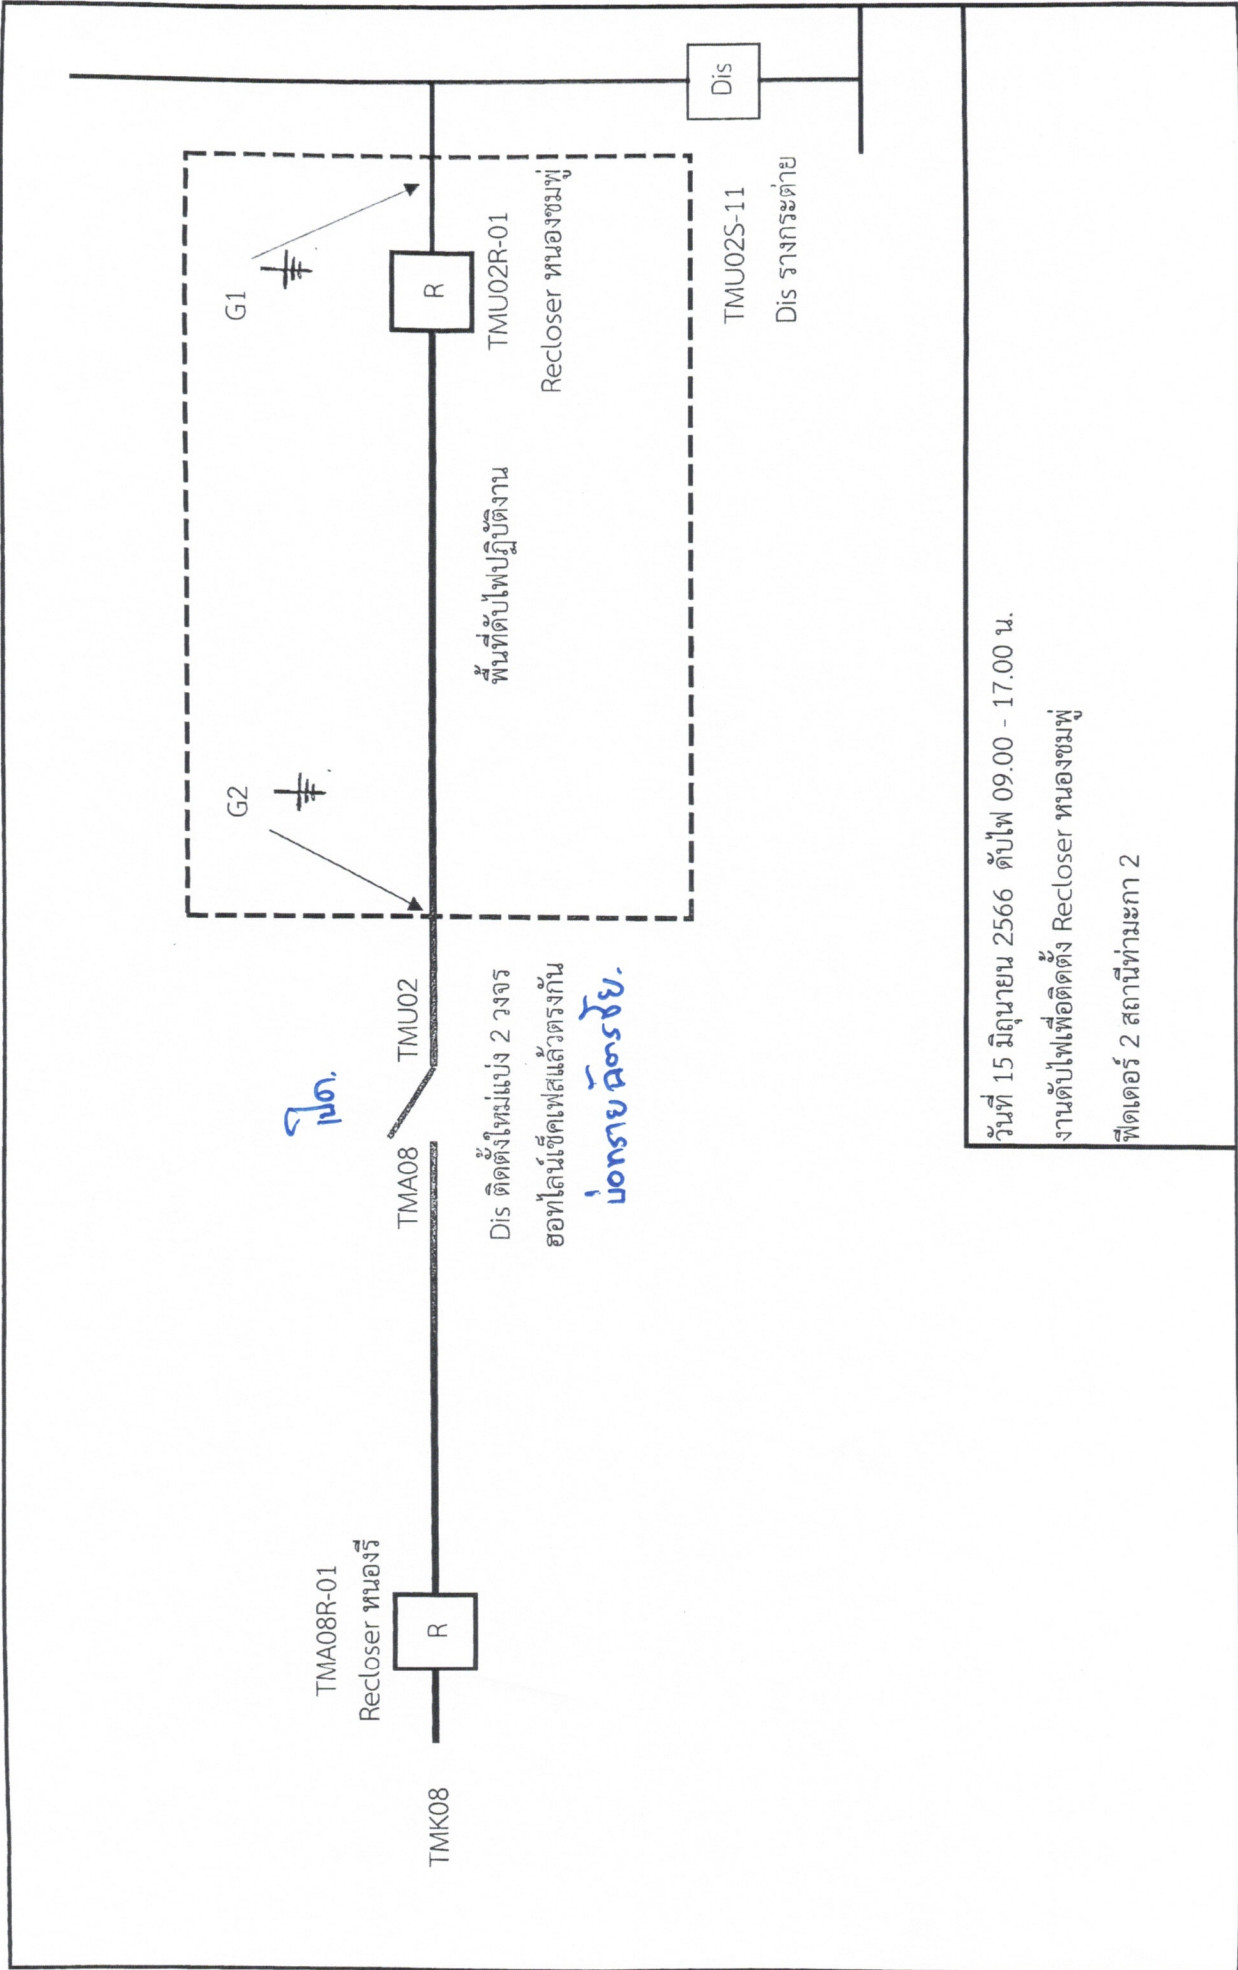 TMK08
TMA08R-01
Recloser หนองรี
R
เปิด.
TMA08
TMU02
Dis ติดตั้งใหม่แบ่ง 2 วงจร
ฮอทไลน์เช็คเฟสแล้วตรงกัน
บ่อทรายฉัตรชัย.
G2
G1
พื้นที่ดับไฟปฏิบัติงาน
R
TMU02R-01
Recloser หนองชมพู่
Dis
TMU02S-11
Dis รางกระต่าย
วันที่ 15 มิถุนายน 2566 ดับไฟ 09.00 - 17.00 น.
งานดับไฟเพื่อติดตั้ง Recloser หนองชมพู่
ฟีดเดอร์ 2 สถานีท่ามะกา 2